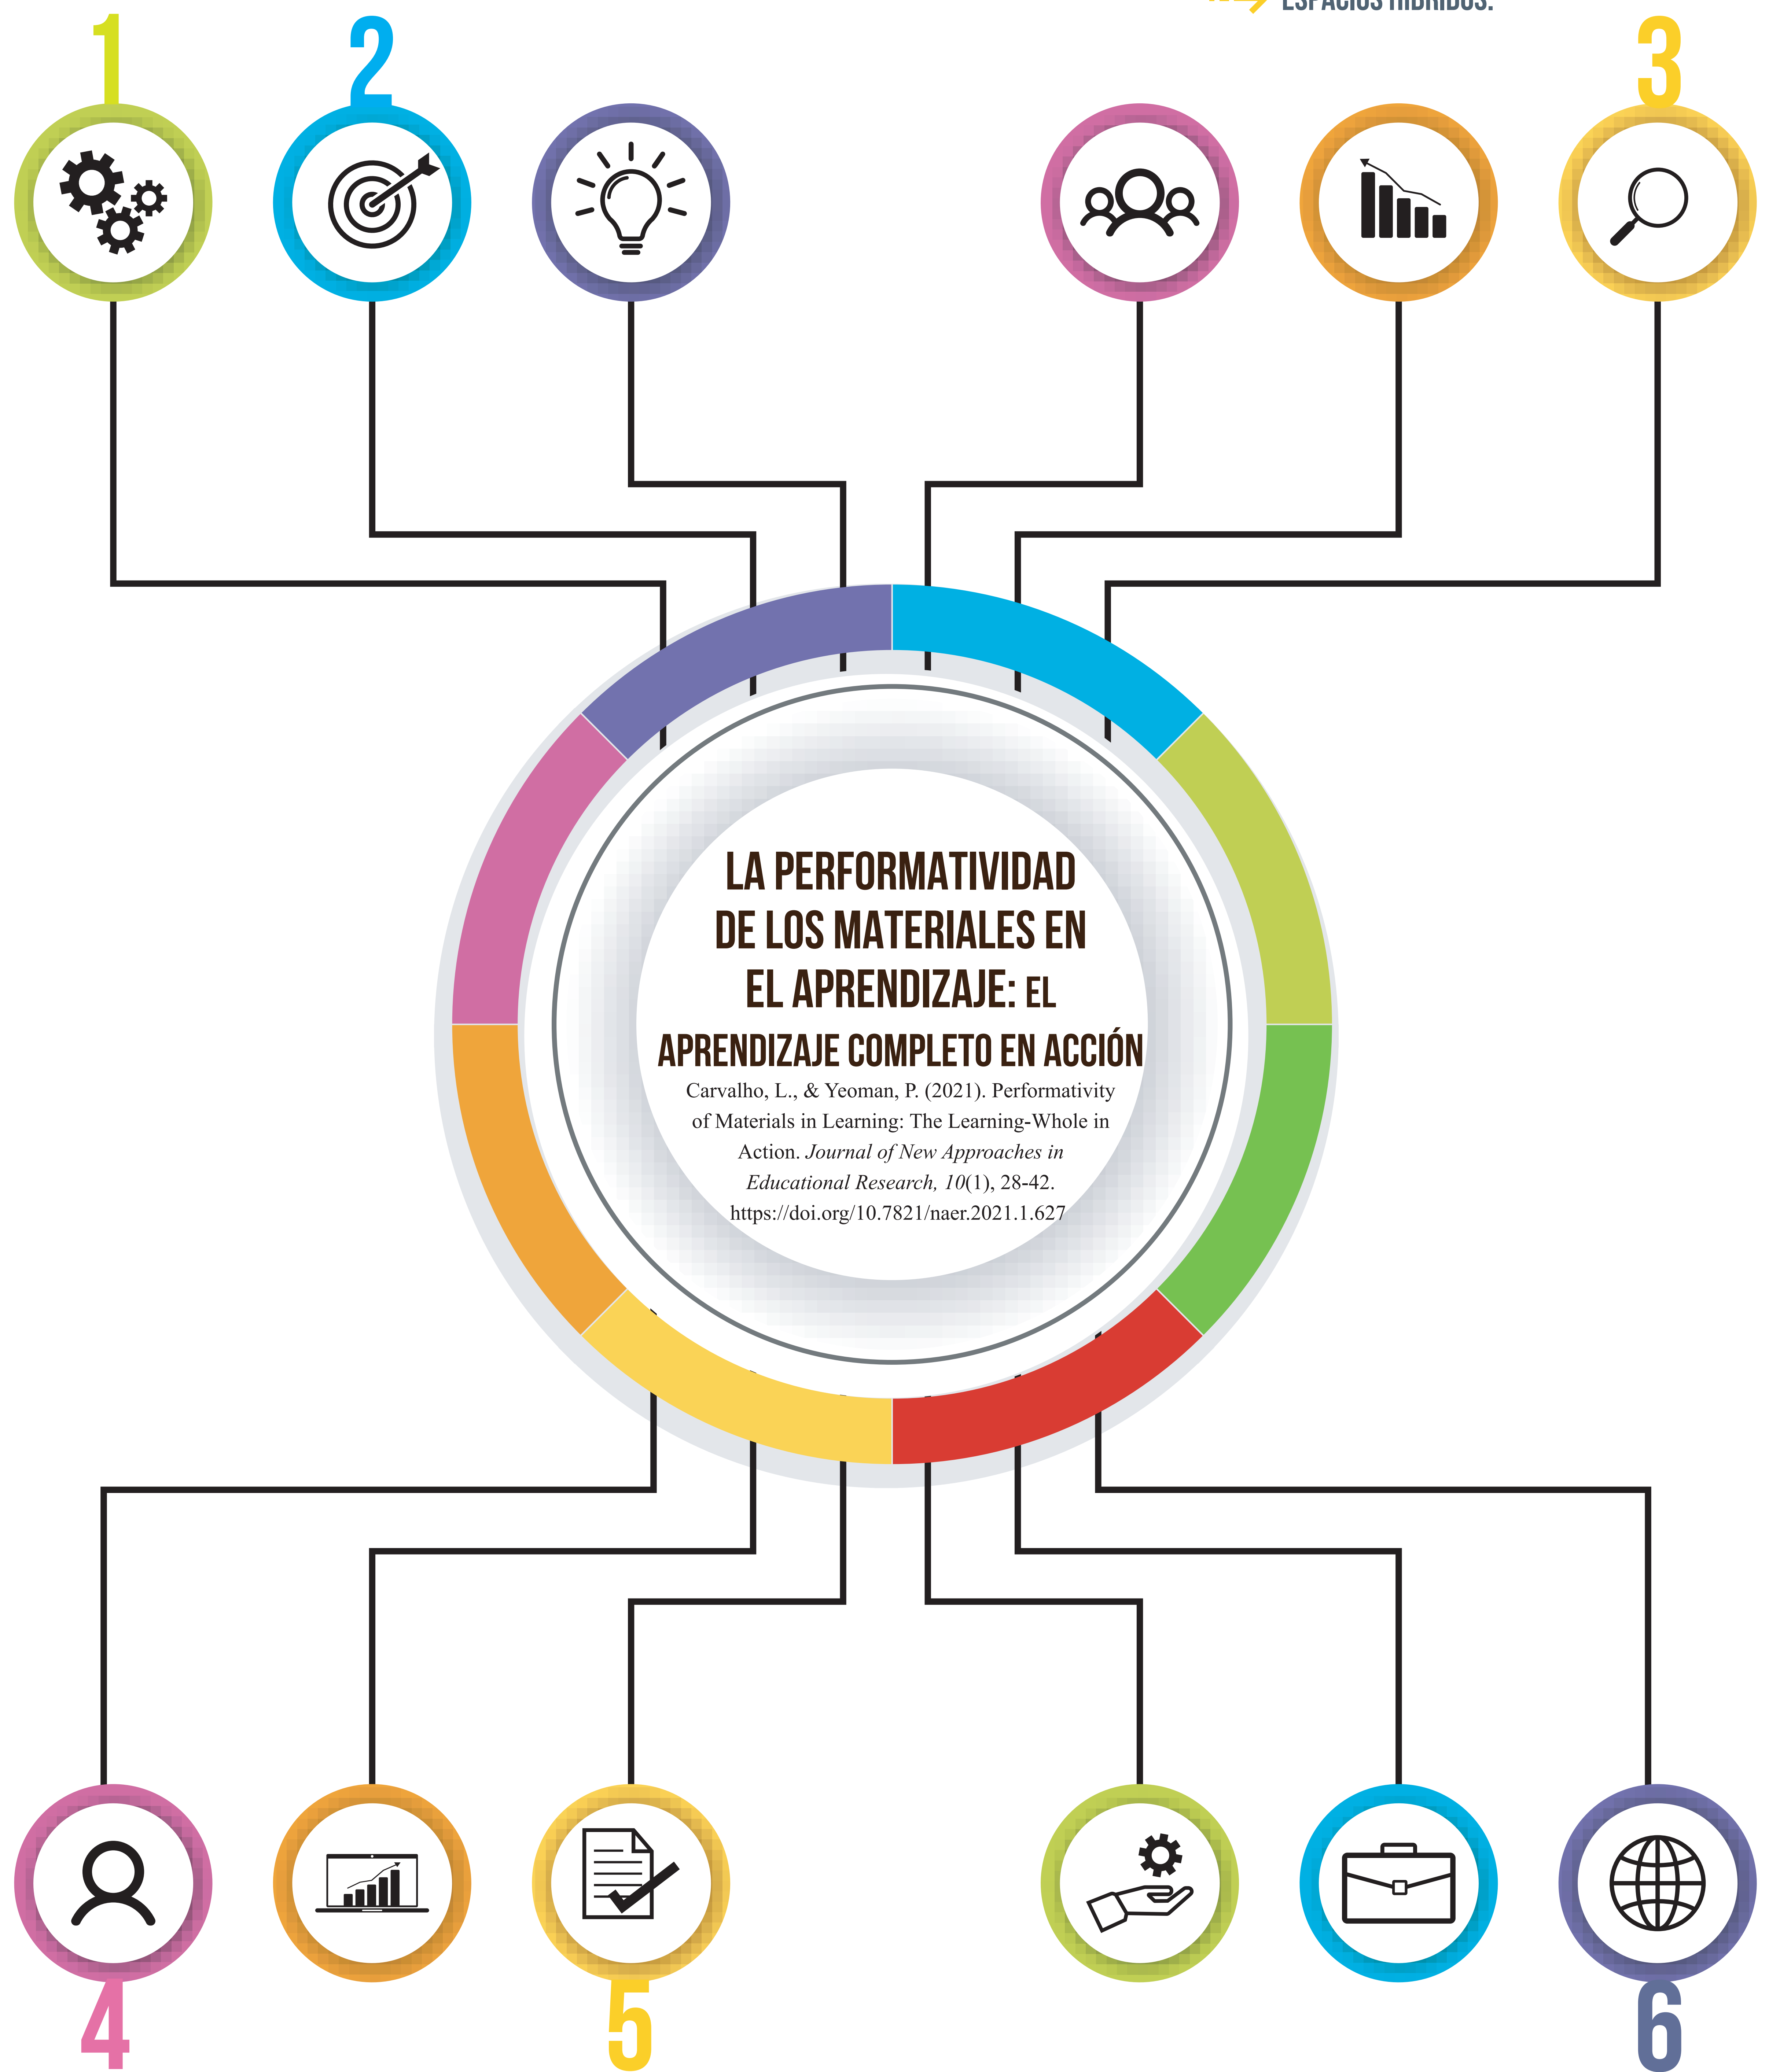 ESPACIOS HÍBRIDOS.
1
2
3
LA PERFORMATIVIDAD
DE LOS MATERIALES EN
EL APRENDIZAJE: EL
APRENDIZAJE COMPLETO EN ACCIÓN
Carvalho, L., & Yeoman, P. (2021). Performativity
of Materials in Learning: The Learning-Whole in
Action. Journal of New Approaches in
Educational Research, 10(1), 28-42.
https://doi.org/10.7821/naer.2021.1.627
4
5
6